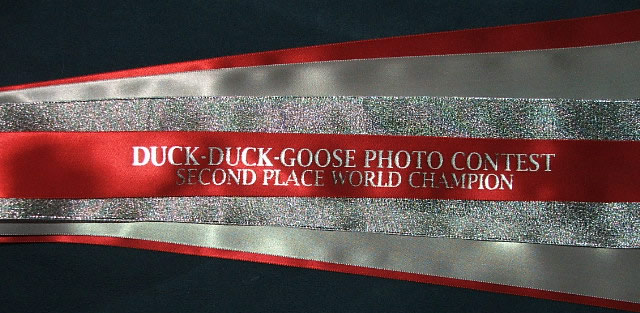 DUCK-DUCK-GOOSE PHOTO CONTEST
SECOND PLACE WORLD CHAMPION